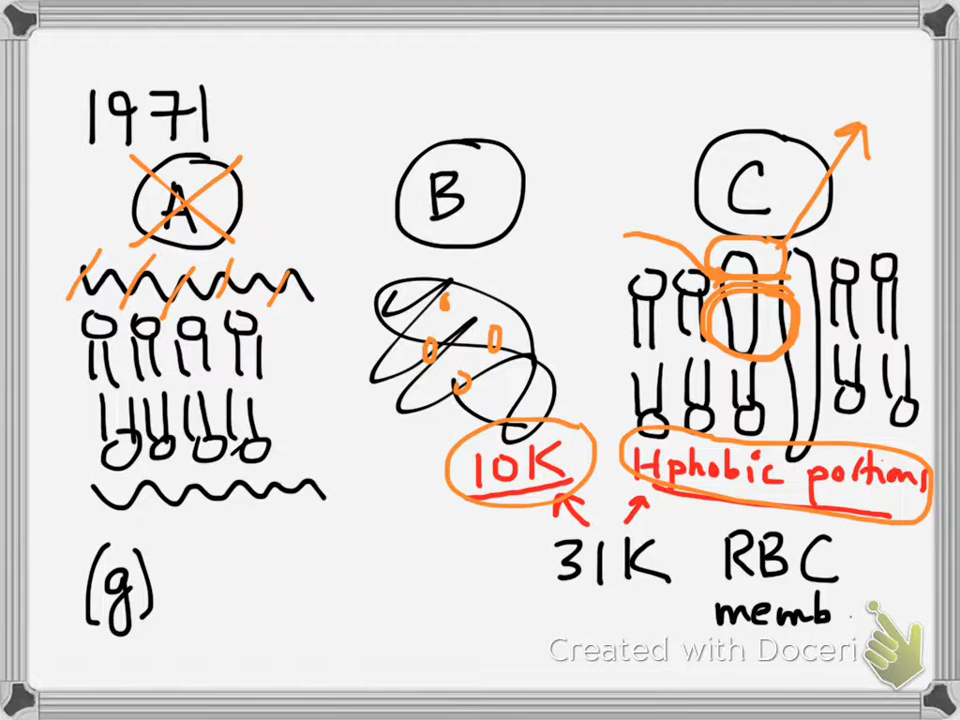 1971
A B C
10K Hphobic portions
31K RBC
memb
(g)
Created with Doceri